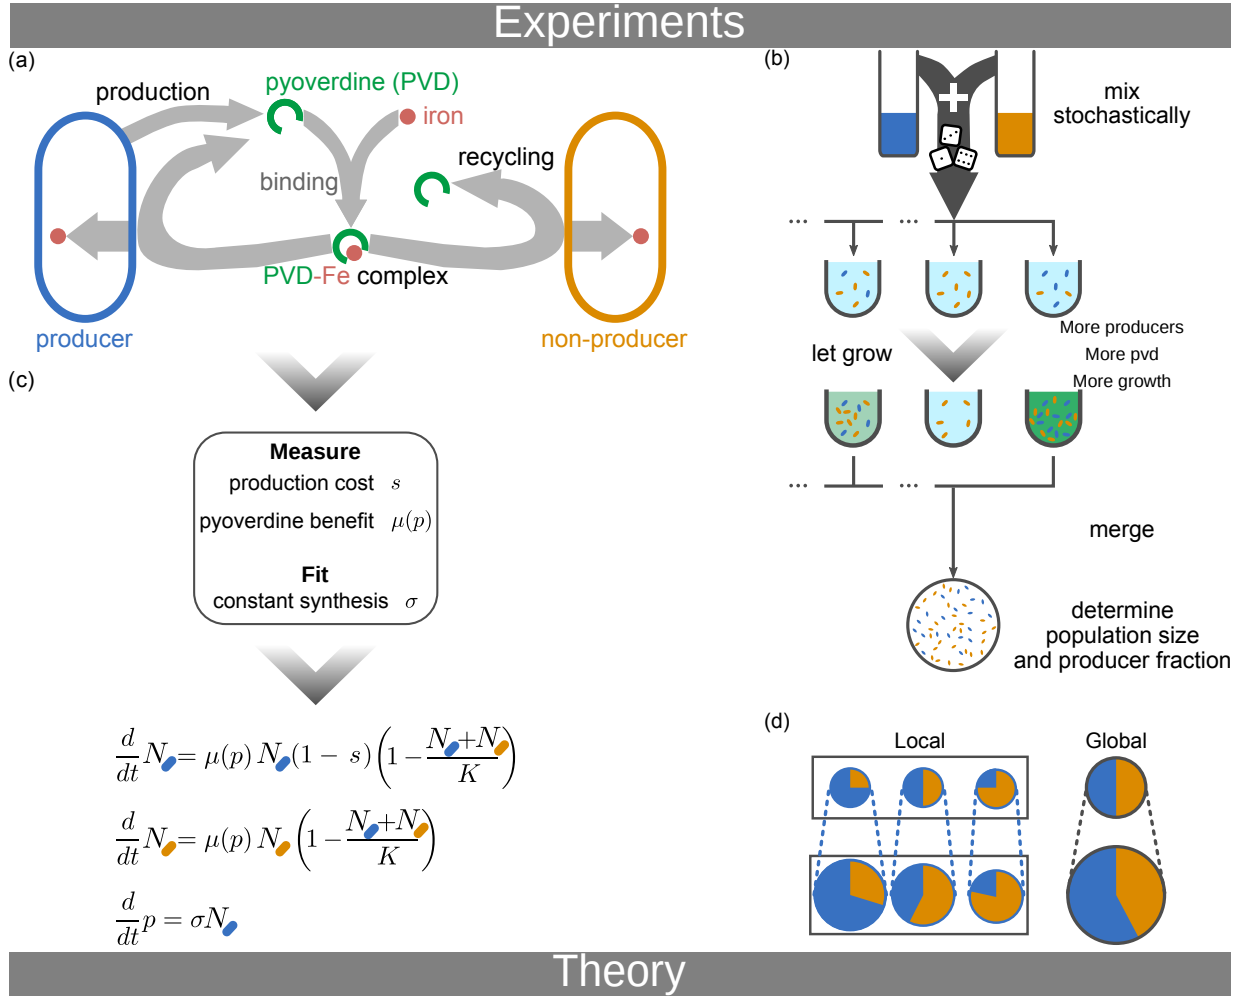 Experiments
(a)
production
pyoverdine (PVD)
iron
recycling
binding
PVD-Fe complex
producer
non-producer
(b)
mix
stochastically
... ...
let grow
More producers
More pvd
More growth
... ...
merge
determine
population size
and producer fraction
(c)
Measure
production cost s
pyoverdine benefit μ(p)
Fit
constant synthesis σ
d/dt N = μ(p) N (1 − s) (1 − (N + N)/K)
d/dt N = μ(p) N (1 − (N + N)/K)
d/dt p = σN
(d)
Local
Global
Theory